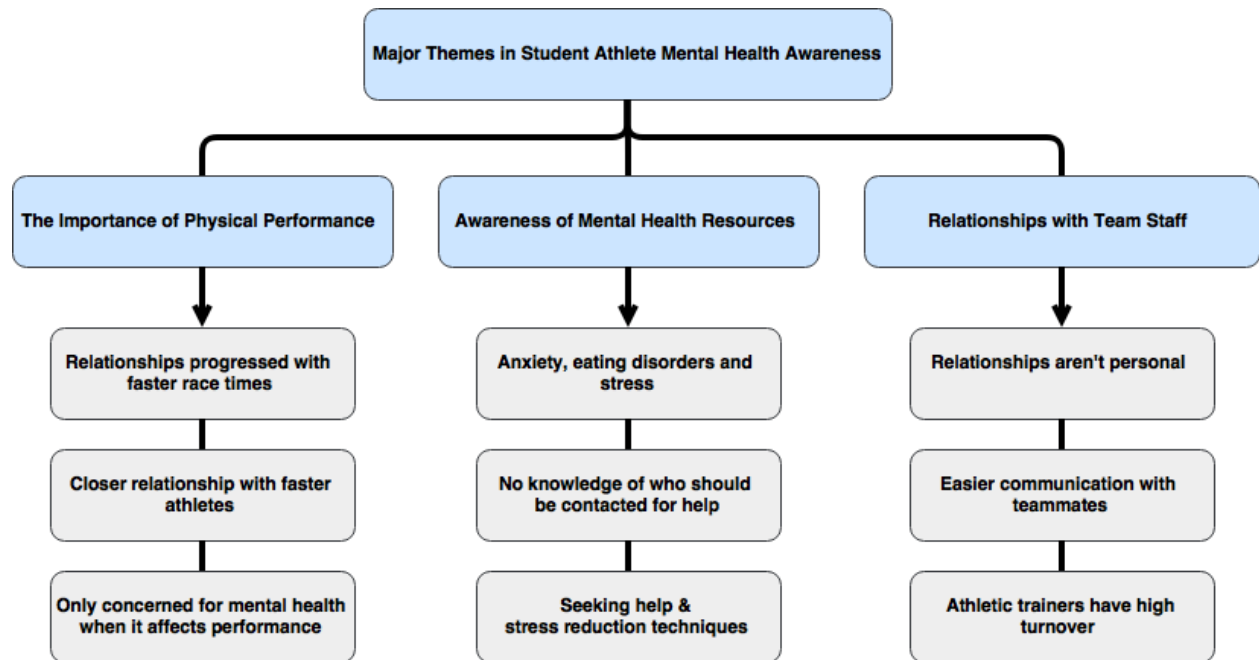 Major Themes in Student Athlete Mental Health Awareness
The Importance of Physical Performance
Awareness of Mental Health Resources
Relationships with Team Staff
Relationships progressed with
faster race times
Anxiety, eating disorders and
stress
Relationships aren't personal
Closer relationship with faster
athletes
No knowledge of who should
be contacted for help
Easier communication with
teammates
Only concerned for mental health
when it affects performance
Seeking help &
stress reduction techniques
Athletic trainers have high
turnover